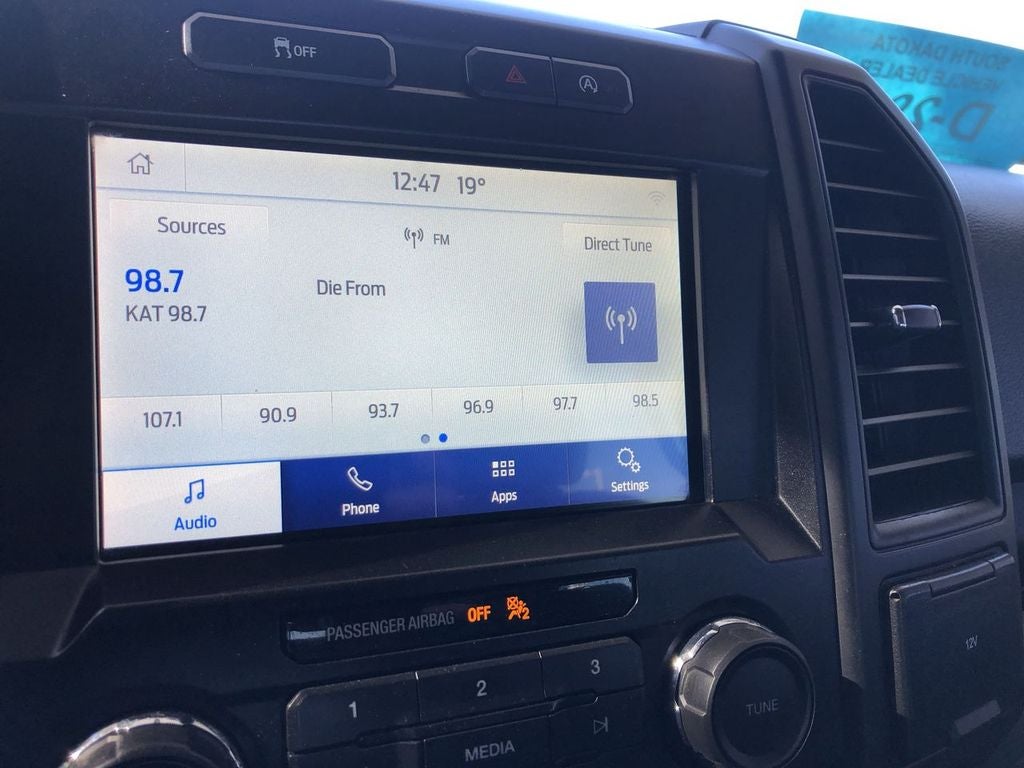 OFF
SOUTH DAKOTA
VEHICLE DEALER
12:47 19°
Sources
FM
Direct Tune
98.7
KAT 98.7
Die From
107.1 90.9 93.7 96.9 97.7 98.5
Audio Phone Apps Settings
PASSENGER AIRBAG OFF 2
1 2 3
MEDIA
TUNE
12V